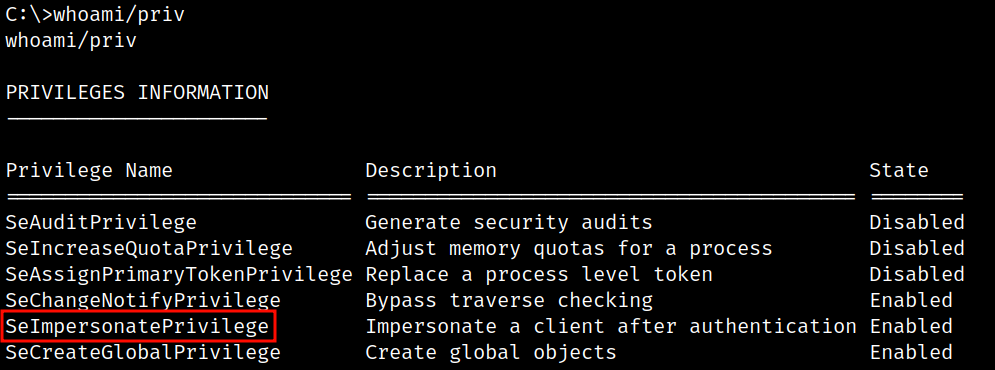 C:\>whoami/priv
whoami/priv
PRIVILEGES INFORMATION
----------------------
Privilege Name Description State
============================= ========================================= ========
SeAuditPrivilege Generate security audits Disabled
SeIncreaseQuotaPrivilege Adjust memory quotas for a process Disabled
SeAssignPrimaryTokenPrivilege Replace a process level token Disabled
SeChangeNotifyPrivilege Bypass traverse checking Enabled
SeImpersonatePrivilege Impersonate a client after authentication Enabled
SeCreateGlobalPrivilege Create global objects Enabled